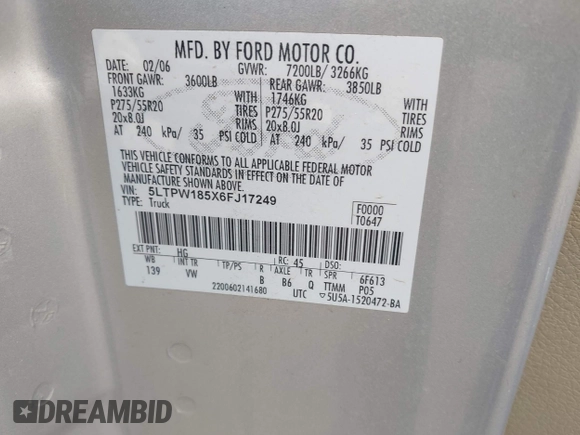 MFD. BY FORD MOTOR CO.
DATE: 02/06 GVWR: 7200LB/ 3266KG
FRONT GAWR: 3600LB REAR GAWR: 3850LB
1633KG WITH 1746KG WITH
P275/55R20 TIRES P275/55R20 TIRES
20x8.0J RIMS 20x8.0J RIMS
AT 240 kPa/ 35 PSI COLD AT 240 kPa/ 35 PSI COLD
THIS VEHICLE CONFORMS TO ALL APPLICABLE FEDERAL MOTOR
VEHICLE SAFETY STANDARDS IN EFFECT ON THE DATE OF
MANUFACTURE SHOWN ABOVE.
VIN: 5LTPW185X6FJ17249 F0000
TYPE: Truck T0647
EXT PNT: HG RC: 45 DSO:
WB INT TR TP/PS R AXLE TR SPR 6F613
139 VW B B6 Q TTMM P05
2200602141680 UTC ▽5U5A-1520472-BA
DREAMBID